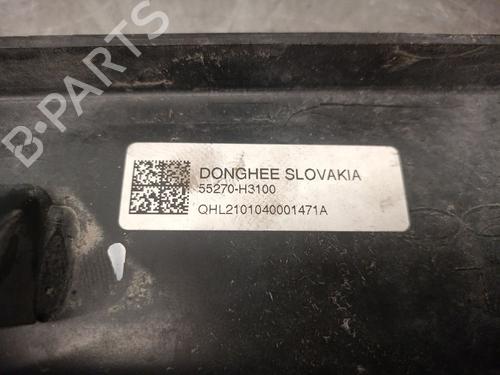 B-PARTS
DONGHEE SLOVAKIA
55270-H3100
QHL2101040001471A